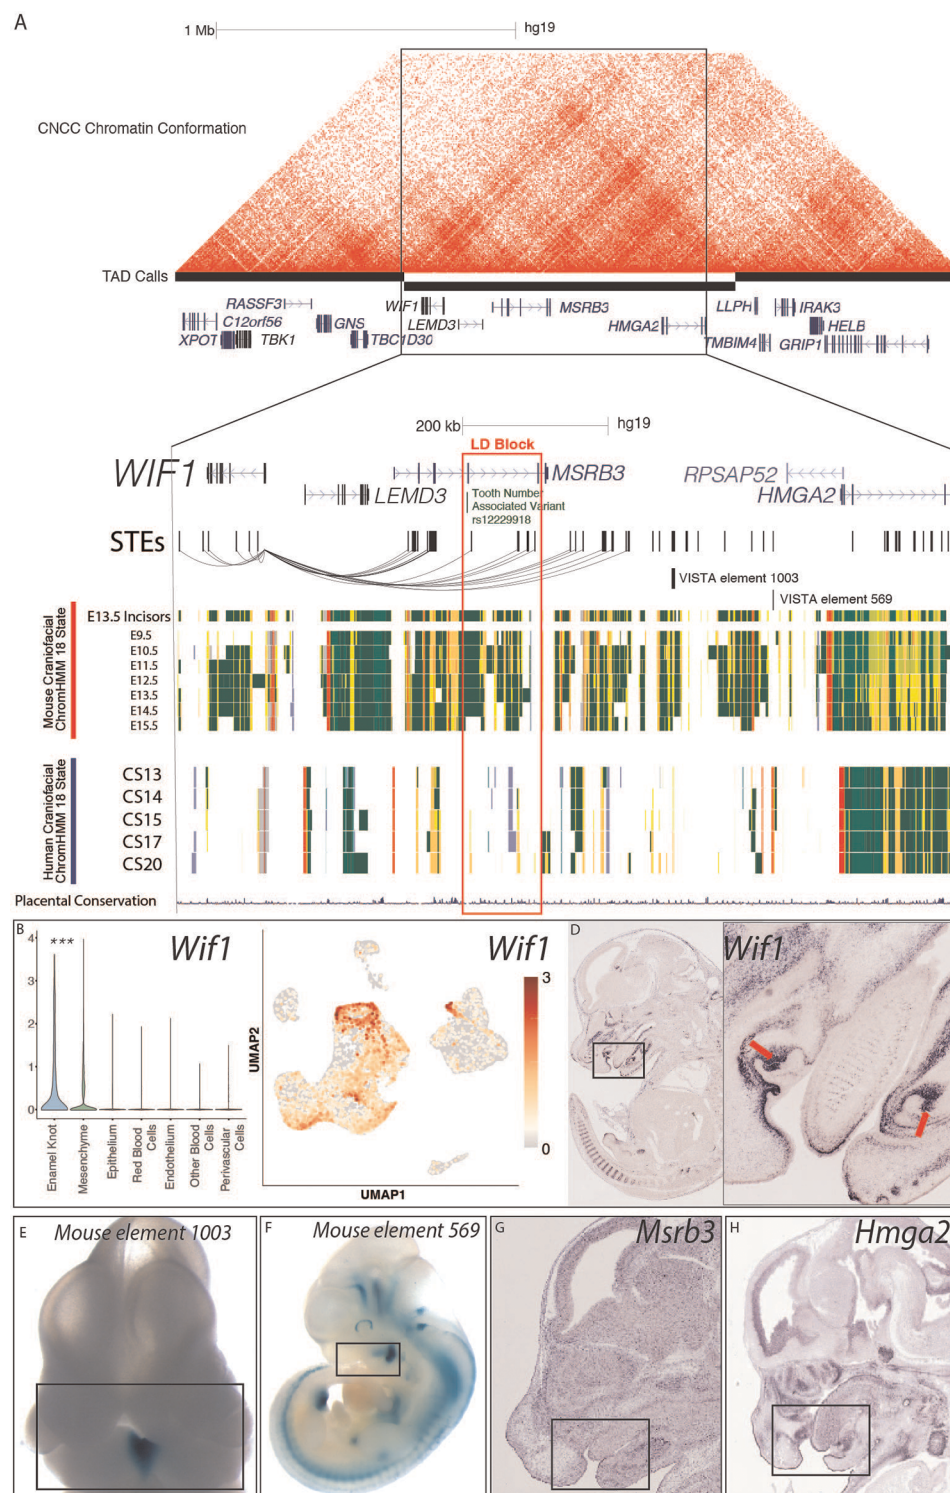 A
1 Mb
hg19
CNCC Chromatin Conformation
TAD Calls
RASSF3
WIF1
MSRB3
LLPH
IRAK3
C12orf56
GNS
LEMD3
HMGA2
HELB
XPOT
TBK1
TBC1D30
TMBIM4
GRIP1
200 kb
hg19
LD Block
WIF1
MSRB3
RPSAP52
LEMD3
HMGA2
Tooth Number
Associated Variant
rs12229918
STEs
VISTA element 1003
VISTA element 569
Mouse Craniofacial
ChromHMM 18 State
E13.5 Incisors
E9.5
E10.5
E11.5
E12.5
E13.5
E14.5
E15.5
Human Craniofacial
ChromHMM 18 State
CS13
CS14
CS15
CS17
CS20
Placental Conservation
B
Wif1
***
4
3
2
1
0
Enamel Knot
Mesenchyme
Epithelium
Red Blood
Cells
Endothelium
Other Blood
Cells
Perivascular
Cells
Wif1
3
0
UMAP2
UMAP1
D
Wif1
E
Mouse element 1003
F
Mouse element 569
G
Msrb3
H
Hmga2